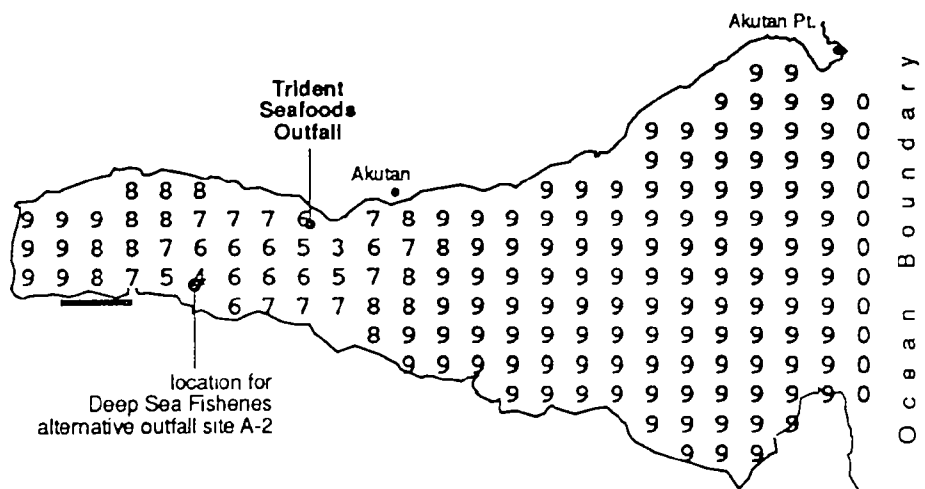 Akutan Pt.
9 9
9 9 9 9 0
Trident
Seafoods
Outfall
9 9 9 9 9 9 0
9 9 9 9 9 9 0
Akutan
8 8 8 9 9 9 9 9 9 9 9 9 0
9 9 9 8 8 7 7 7 6 7 8 9 9 9 9 9 9 9 9 9 9 9 9 0
9 9 8 8 7 6 6 6 5 3 6 7 8 9 9 9 9 9 9 9 9 9 9 9 0
9 9 8 7 5 4 6 6 6 5 7 8 9 9 9 9 9 9 9 9 9 9 9 9 0
6 7 7 7 8 8 9 9 9 9 9 9 9 9 9 9 9 9 0
8 9 9 9 9 9 9 9 9 9 9 9 9 9 0
9 9 9 9 9 9 9 9 9 9 9 9 9 0
9 9 9 9 9 9 9 9 9 9 0
9 9 9 9 9
9 9 9
location for
Deep Sea Fishenes
alternative outfall site A-2
Ocean Boundary